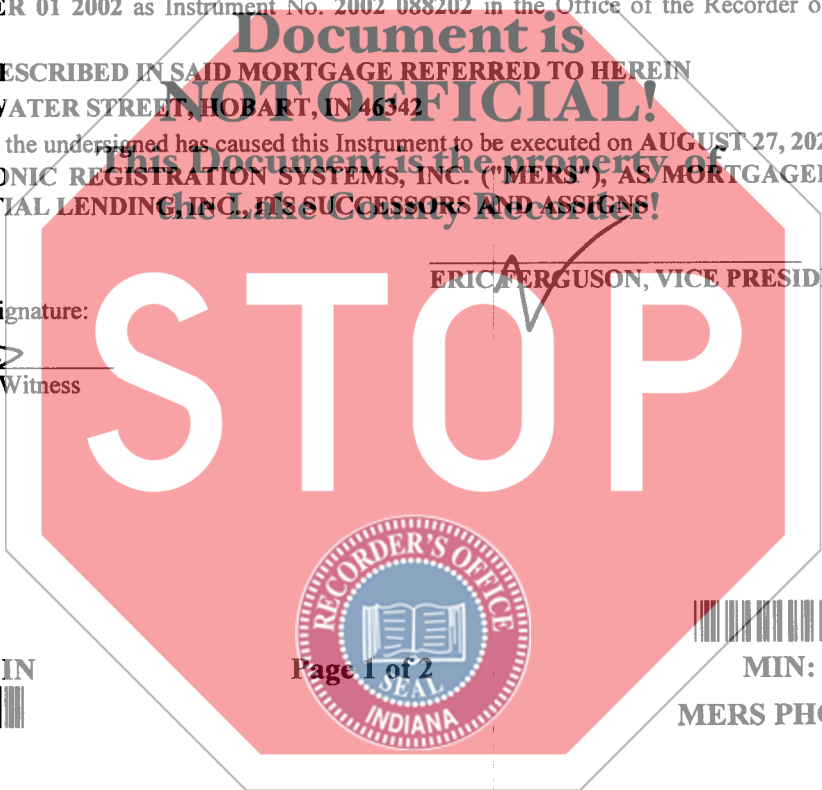 ER 01 2002 as Instrument No. 2002 088202 in the Office of the Recorder o
Document is
ESCRIBED IN SAID MORTGAGE REFERRED TO HEREIN
NOT OFFICIAL!
ATER STREET, HOBART, IN 46342
the undersigned has caused this Instrument to be executed on AUGUST 27, 202
This Document is the property of
ONIC REGISTRATION SYSTEMS, INC. ("MERS"), AS MORTGAGEE
TIAL LENDING, INC., ITS SUCCESSORS AND ASSIGNS
the Lake County Recorder!
ERIC FERGUSON, VICE PRESID
ignature:
Witness
STOP
RECORDER'S OFFICE
SEAL
INDIANA
IN
Page 1 of 2
MIN:
MERS PHO